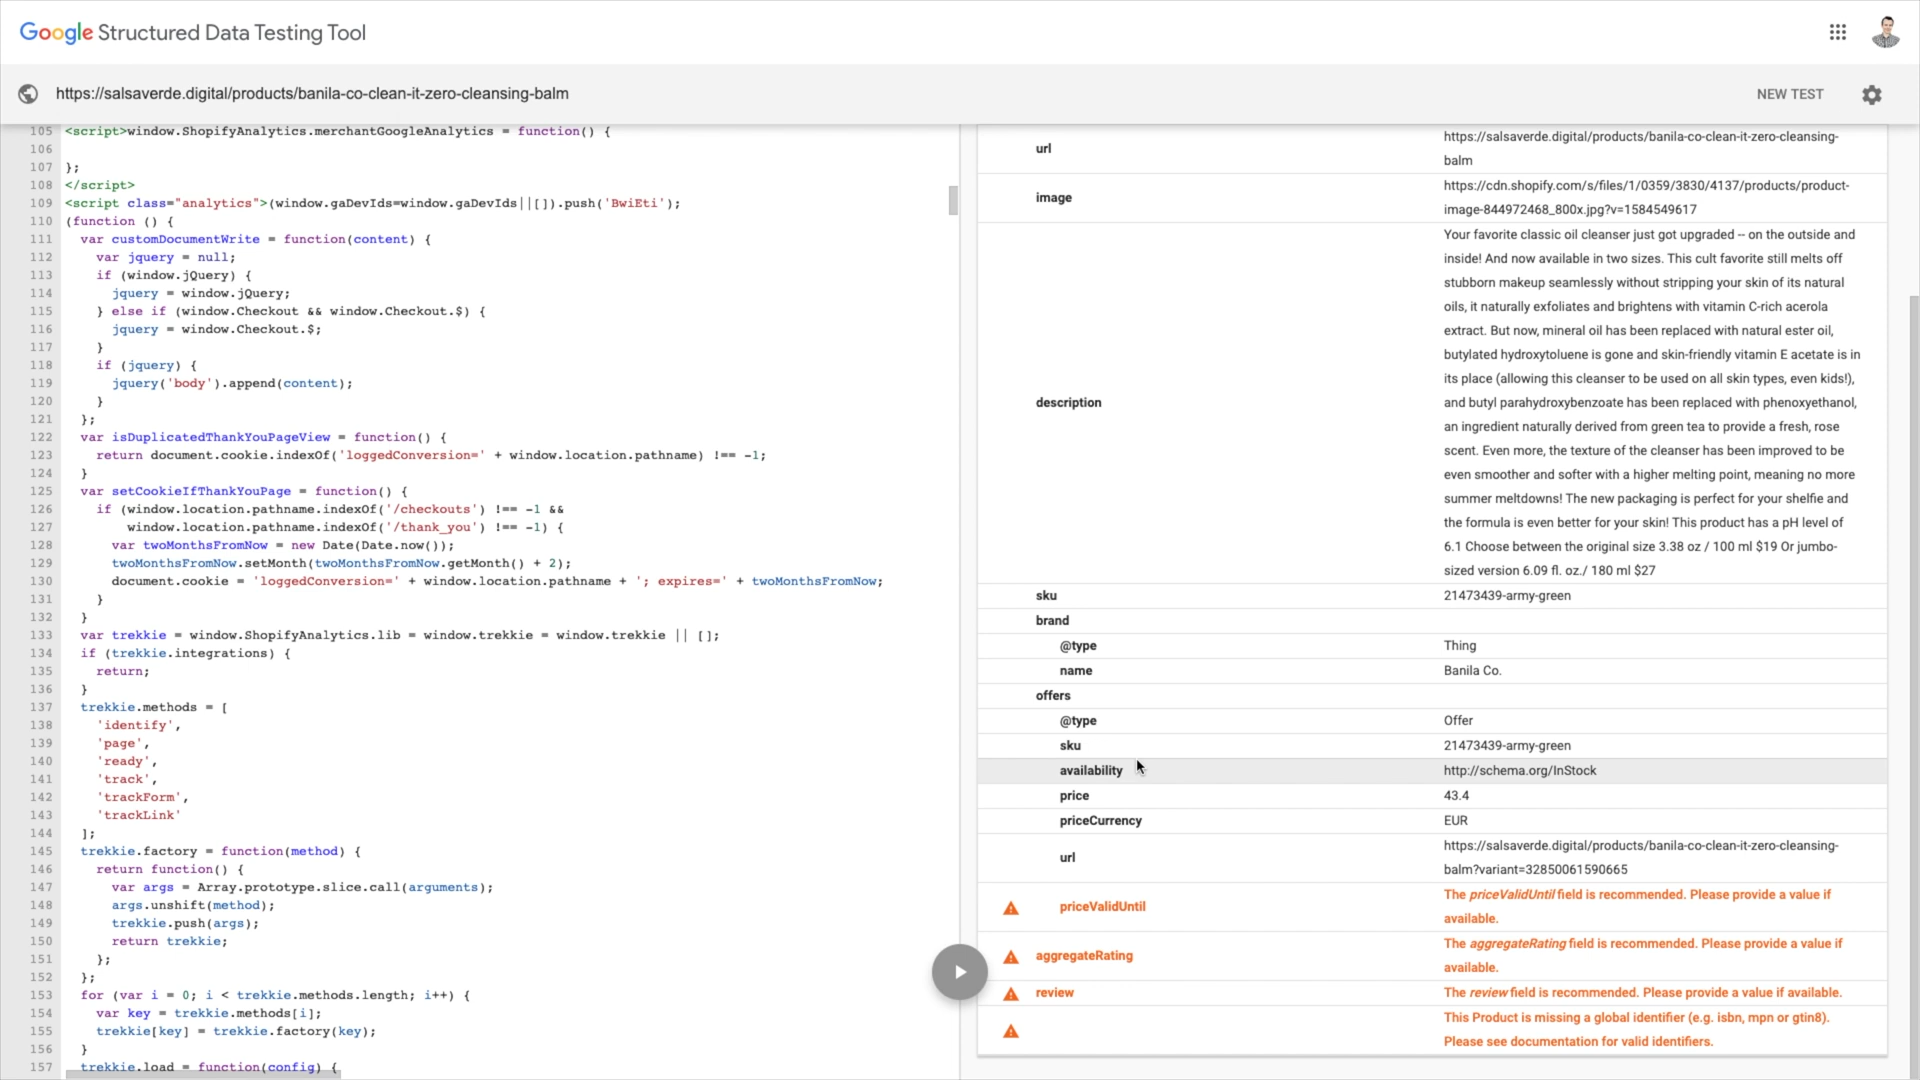 Google Structured Data Testing Tool
https://salsaverde.digital/products/banila-co-clean-it-zero-cleansing-balm
NEW TEST
105 <script>window.ShopifyAnalytics.merchantGoogleAnalytics = function() {
106
107 };
108 </script>
109 <script class="analytics">(window.gaDevIds=window.gaDevIds||[]).push('BwiEti');
110 (function () {
111 var customDocumentWrite = function(content) {
112 var jquery = null;
113 if (window.jQuery) {
114 jquery = window.jQuery;
115 } else if (window.Checkout && window.Checkout.$) {
116 jquery = window.Checkout.$;
117 }
118 if (jquery) {
119 jquery('body').append(content);
120 }
121 };
122 var isDuplicatedThankYouPageView = function() {
123 return document.cookie.indexOf('loggedConversion=' + window.location.pathname) !== -1;
124 }
125 var setCookieIfThankYouPage = function() {
126 if (window.location.pathname.indexOf('/checkouts') !== -1 &&
127 window.location.pathname.indexOf('/thank_you') !== -1) {
128 var twoMonthsFromNow = new Date(Date.now());
129 twoMonthsFromNow.setMonth(twoMonthsFromNow.getMonth() + 2);
130 document.cookie = 'loggedConversion=' + window.location.pathname + '; expires=' + twoMonthsFromNow;
131 }
132 }
133 var trekkie = window.ShopifyAnalytics.lib = window.trekkie = window.trekkie || [];
134 if (trekkie.integrations) {
135 return;
136 }
137 trekkie.methods = [
138 'identify',
139 'page',
140 'ready',
141 'track',
142 'trackForm',
143 'trackLink'
144 ];
145 trekkie.factory = function(method) {
146 return function() {
147 var args = Array.prototype.slice.call(arguments);
148 args.unshift(method);
149 trekkie.push(args);
150 return trekkie;
151 };
152 };
153 for (var i = 0; i < trekkie.methods.length; i++) {
154 var key = trekkie.methods[i];
155 trekkie[key] = trekkie.factory(key);
156 }
157 trekkie.load = function(config) {
url
https://salsaverde.digital/products/banila-co-clean-it-zero-cleansing-
balm
image
https://cdn.shopify.com/s/files/1/0359/3830/4137/products/product-
image-844972468_800x.jpg?v=1584549617
description
Your favorite classic oil cleanser just got upgraded -- on the outside and
inside! And now available in two sizes. This cult favorite still melts off
stubborn makeup seamlessly without stripping your skin of its natural
oils, it naturally exfoliates and brightens with vitamin C-rich acerola
extract. But now, mineral oil has been replaced with natural ester oil,
butylated hydroxytoluene is gone and skin-friendly vitamin E acetate is in
its place (allowing this cleanser to be used on all skin types, even kids!),
and butyl parahydroxybenzoate has been replaced with phenoxyethanol,
an ingredient naturally derived from green tea to provide a fresh, rose
scent. Even more, the texture of the cleanser has been improved to be
even smoother and softer with a higher melting point, meaning no more
summer meltdowns! The new packaging is perfect for your shelfie and
the formula is even better for your skin! This product has a pH level of
6.1 Choose between the original size 3.38 oz / 100 ml $19 Or jumbo-
sized version 6.09 fl. oz./ 180 ml $27
sku 21473439-army-green
brand
@type Thing
name Banila Co.
offers
@type Offer
sku 21473439-army-green
availability http://schema.org/InStock
price 43.4
priceCurrency EUR
url
https://salsaverde.digital/products/banila-co-clean-it-zero-cleansing-
balm?variant=32850061590665
priceValidUntil
The priceValidUntil field is recommended. Please provide a value if
available.
aggregateRating
The aggregateRating field is recommended. Please provide a value if
available.
review The review field is recommended. Please provide a value if available.
This Product is missing a global identifier (e.g. isbn, mpn or gtin8).
Please see documentation for valid identifiers.